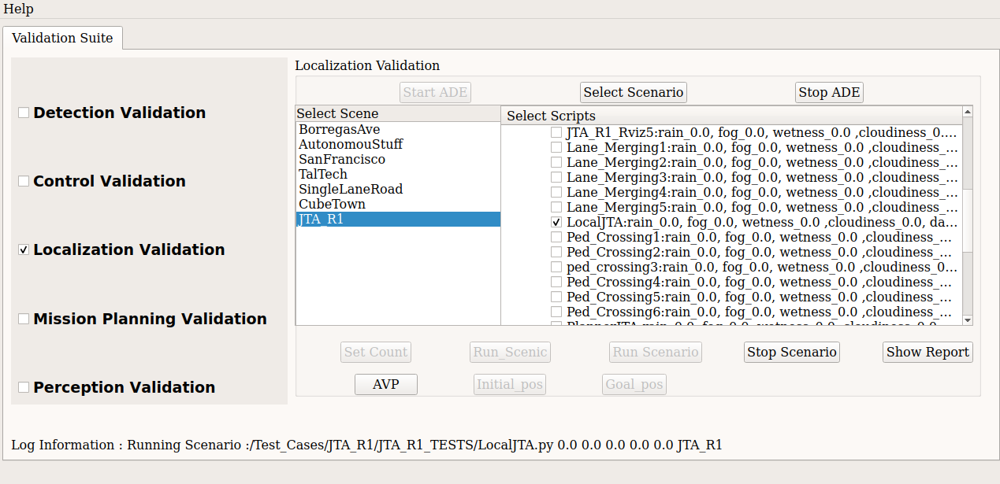 Help
Validation Suite
Detection Validation
Control Validation
Localization Validation
Mission Planning Validation
Perception Validation
Localization Validation
Start ADE Select Scenario Stop ADE
Select Scene
BorregasAve
AutonomouStuff
SanFrancisco
TalTech
SingleLaneRoad
CubeTown
JTA_R1
Select Scripts
JTA_R1_Rviz5:rain_0.0, fog_0.0, wetness_0.0 ,cloudiness_0....
Lane_Merging1:rain_0.0, fog_0.0, wetness_0.0 ,cloudiness_...
Lane_Merging2:rain_0.0, fog_0.0, wetness_0.0 ,cloudiness_...
Lane_Merging3:rain_0.0, fog_0.0, wetness_0.0 ,cloudiness_...
Lane_Merging4:rain_0.0, fog_0.0, wetness_0.0 ,cloudiness_...
Lane_Merging5:rain_0.0, fog_0.0, wetness_0.0 ,cloudiness_...
LocalJTA:rain_0.0, fog_0.0, wetness_0.0 ,cloudiness_0.0, da...
Ped_Crossing1:rain_0.0, fog_0.0, wetness_0.0 ,cloudiness_...
Ped_Crossing2:rain_0.0, fog_0.0, wetness_0.0 ,cloudiness_...
ped_crossing3:rain_0.0, fog_0.0, wetness_0.0 ,cloudiness_0...
Ped_Crossing4:rain_0.0, fog_0.0, wetness_0.0 ,cloudiness_...
Ped_Crossing5:rain_0.0, fog_0.0, wetness_0.0 ,cloudiness_...
Ped_Crossing6:rain_0.0, fog_0.0, wetness_0.0 ,cloudiness_...
Set Count Run_Scenic Run Scenario Stop Scenario Show Report
AVP Initial_pos Goal_pos
Log Information : Running Scenario :/Test_Cases/JTA_R1/JTA_R1_TESTS/LocalJTA.py 0.0 0.0 0.0 0.0 0.0 JTA_R1